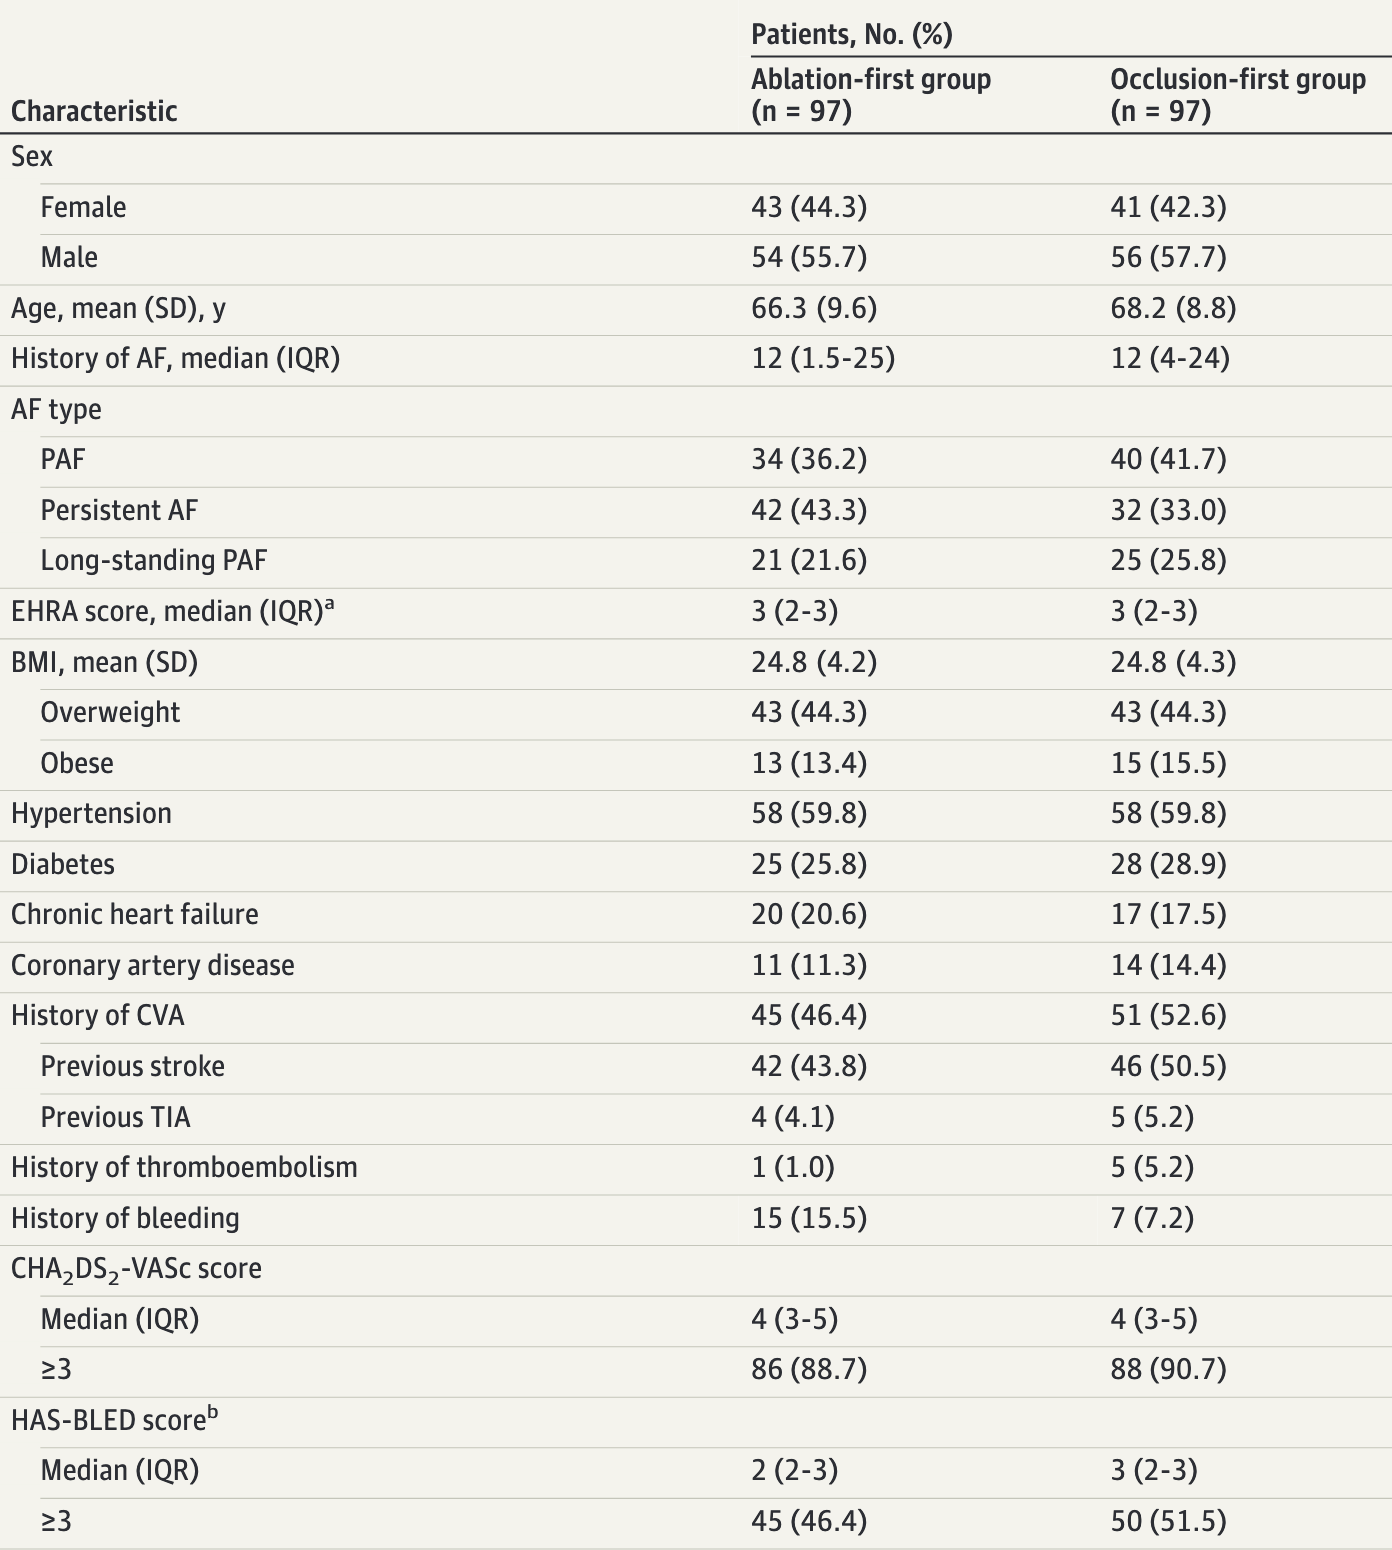 Patients, No. (%)
Characteristic Ablation-first group (n = 97) Occlusion-first group (n = 97)
Sex
Female 43 (44.3) 41 (42.3)
Male 54 (55.7) 56 (57.7)
Age, mean (SD), y 66.3 (9.6) 68.2 (8.8)
History of AF, median (IQR) 12 (1.5-25) 12 (4-24)
AF type
PAF 34 (36.2) 40 (41.7)
Persistent AF 42 (43.3) 32 (33.0)
Long-standing PAF 21 (21.6) 25 (25.8)
EHRA score, median (IQR)ᵃ 3 (2-3) 3 (2-3)
BMI, mean (SD) 24.8 (4.2) 24.8 (4.3)
Overweight 43 (44.3) 43 (44.3)
Obese 13 (13.4) 15 (15.5)
Hypertension 58 (59.8) 58 (59.8)
Diabetes 25 (25.8) 28 (28.9)
Chronic heart failure 20 (20.6) 17 (17.5)
Coronary artery disease 11 (11.3) 14 (14.4)
History of CVA 45 (46.4) 51 (52.6)
Previous stroke 42 (43.8) 46 (50.5)
Previous TIA 4 (4.1) 5 (5.2)
History of thromboembolism 1 (1.0) 5 (5.2)
History of bleeding 15 (15.5) 7 (7.2)
CHA₂DS₂-VASc score
Median (IQR) 4 (3-5) 4 (3-5)
≥3 86 (88.7) 88 (90.7)
HAS-BLED scoreᵇ
Median (IQR) 2 (2-3) 3 (2-3)
≥3 45 (46.4) 50 (51.5)